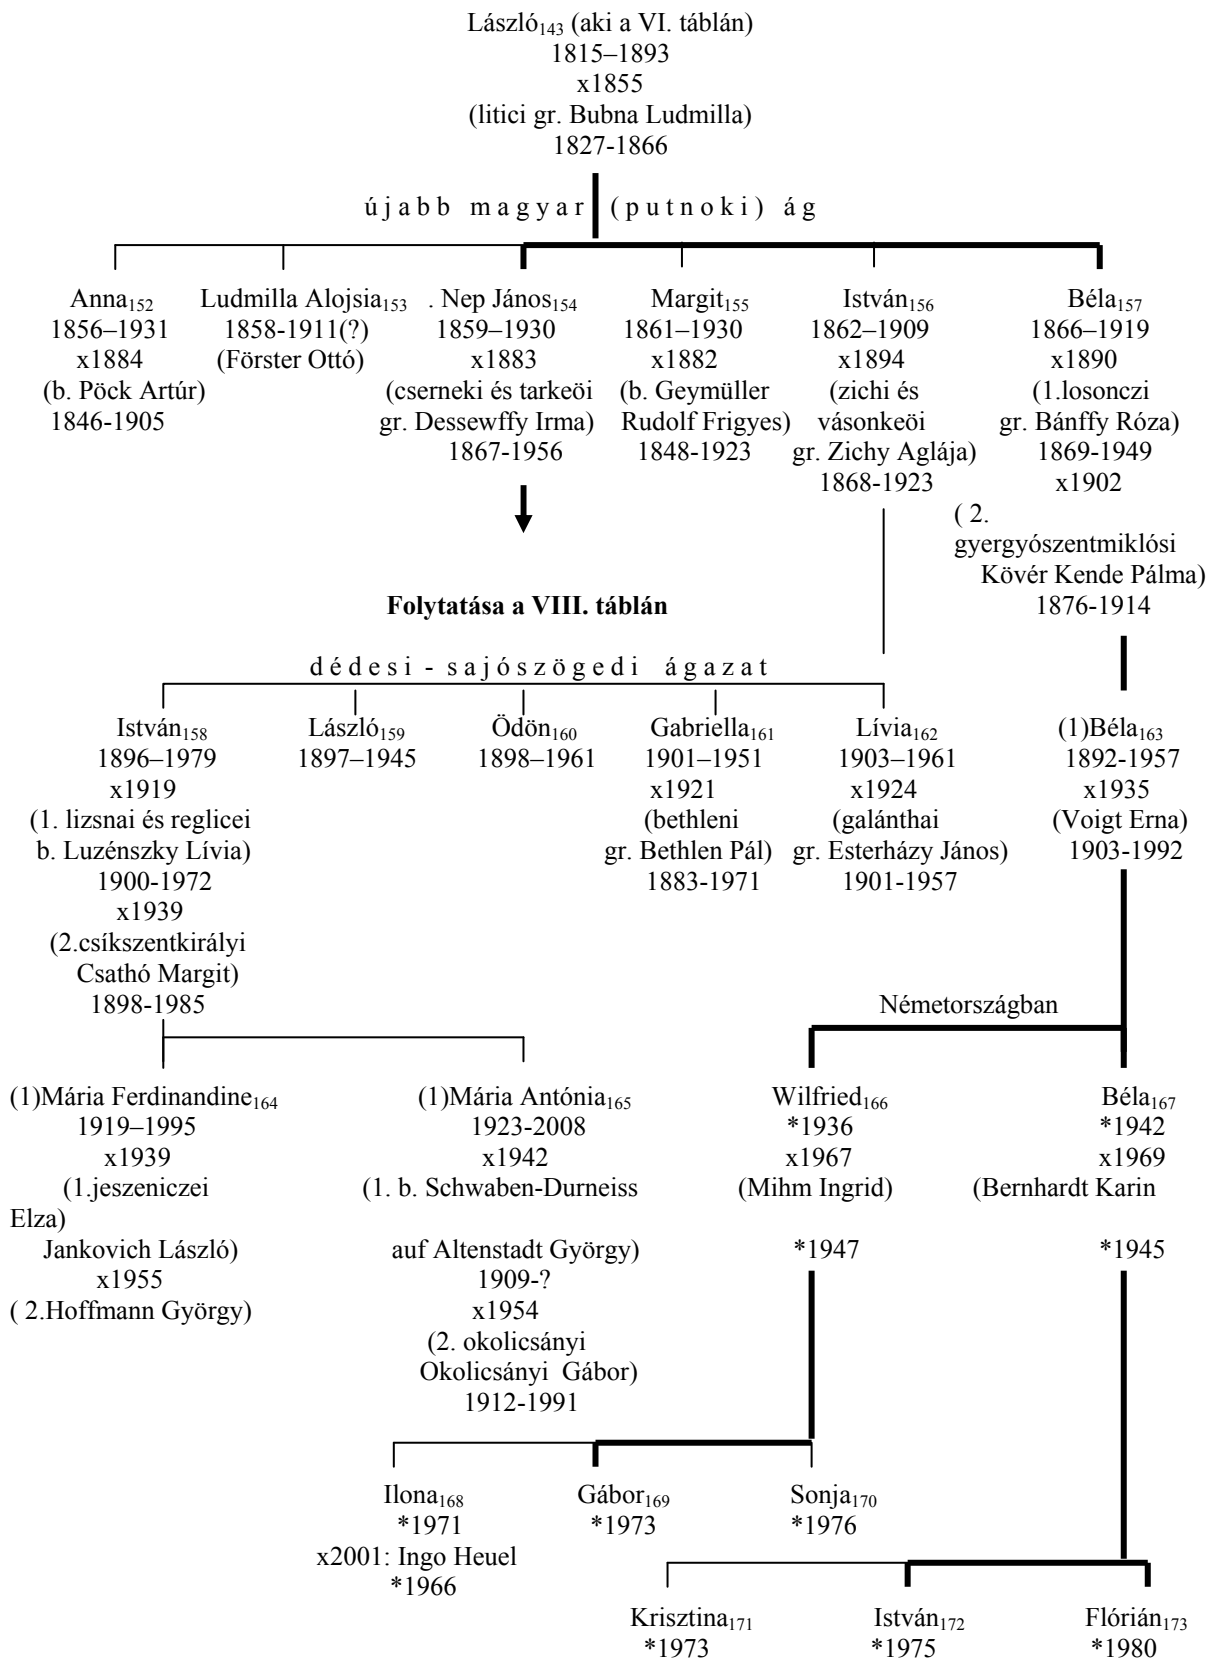 László143 (aki a VI. táblán)
1815–1893
x1855
(litici gr. Bubna Ludmilla)
1827-1866
újabb magyar (putnoki) ág
Anna152
1856–1931
x1884
(b. Pöck Artúr)
1846-1905
Ludmilla Alojsia153
1858-1911(?)
(Förster Ottó)
. Nep János154
1859–1930
x1883
(cserneki és tarkeöi
gr. Dessewffy Irma)
1867-1956
Margit155
1861–1930
x1882
(b. Geymüller
Rudolf Frigyes)
1848-1923
István156
1862–1909
x1894
(zichi és
vásonkeöi
gr. Zichy Aglája)
1868-1923
Béla157
1866–1919
x1890
(1.losonczi
gr. Bánffy Róza)
1869-1949
x1902
( 2.
gyergyószentmiklósi
Kövér Kende Pálma)
1876-1914
Folytatása a VIII. táblán
dédesi - sajószögedi ágazat
István158
1896–1979
x1919
(1. lizsnai és reglicei
b. Luzénszky Lívia)
1900-1972
x1939
(2.csíkszentkirályi
Csathó Margit)
1898-1985
László159
1897–1945
Ödön160
1898–1961
Gabriella161
1901–1951
x1921
(bethleni
gr. Bethlen Pál)
1883-1971
Lívia162
1903–1961
x1924
(galánthai
gr. Esterházy János)
1901-1957
(1)Béla163
1892-1957
x1935
(Voigt Erna)
1903-1992
Németországban
(1)Mária Ferdinandine164
1919–1995
x1939
(1.jeszeniczei
Elza)
Jankovich László)
x1955
( 2.Hoffmann György)
(1)Mária Antónia165
1923-2008
x1942
(1. b. Schwaben-Durneiss
auf Altenstadt György)
1909-?
x1954
(2. okolicsányi
Okolicsányi Gábor)
1912-1991
Wilfried166
*1936
x1967
(Mihm Ingrid)
*1947
Béla167
*1942
x1969
(Bernhardt Karin
*1945
Ilona168
*1971
x2001: Ingo Heuel
*1966
Gábor169
*1973
Sonja170
*1976
Krisztina171
*1973
István172
*1975
Flórián173
*1980